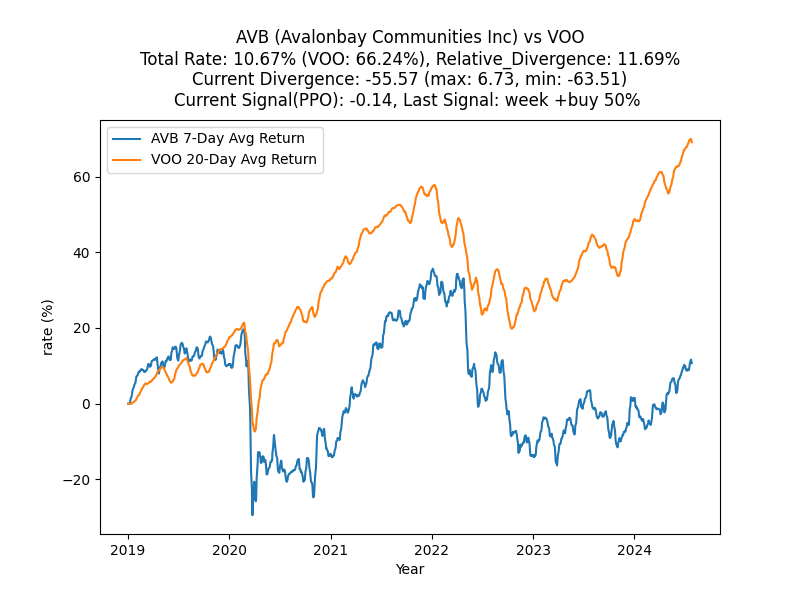 AVB (Avalonbay Communities Inc) vs VOO
Total Rate: 10.67% (VOO: 66.24%), Relative_Divergence: 11.69%
Current Divergence: -55.57 (max: 6.73, min: -63.51)
Current Signal(PPO): -0.14, Last Signal: week +buy 50%
AVB 7-Day Avg Return
VOO 20-Day Avg Return
60
40
20
0
−20
rate (%)
2019 2020 2021 2022 2023 2024
Year